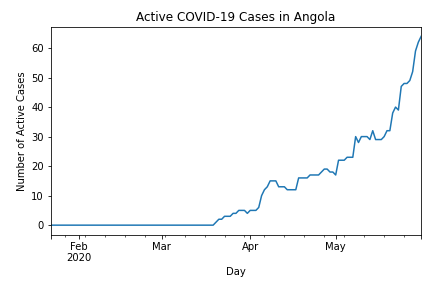 Active COVID-19 Cases in Angola
Number of Active Cases
60
50
40
30
20
10
0
Feb
2020
Mar
Apr
May
Day